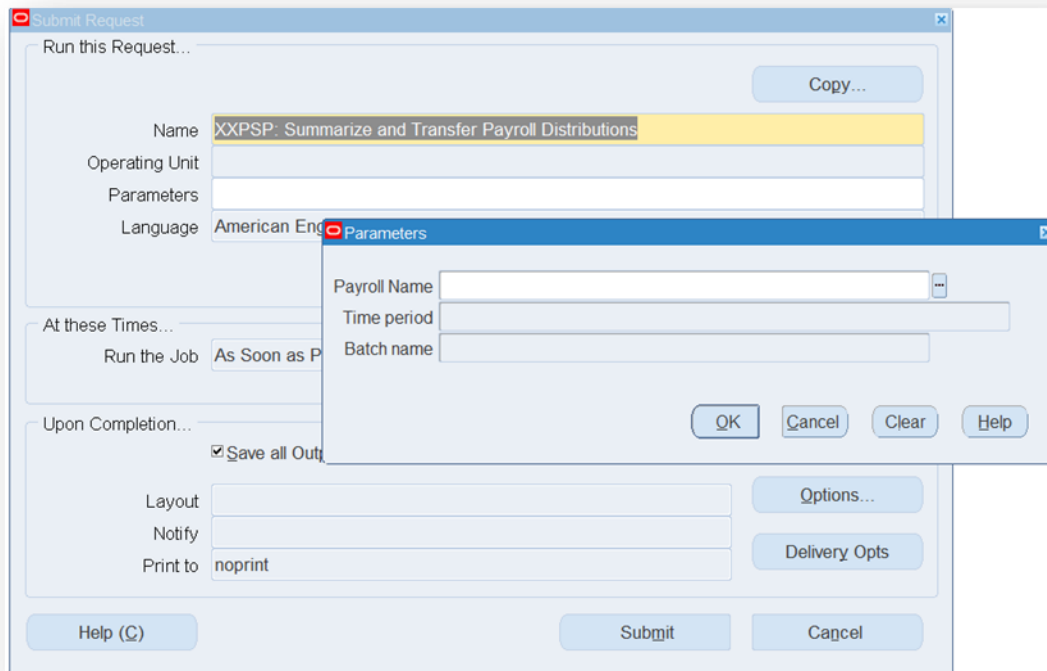 Submit Request
Run this Request...
Copy...
Name XXPSP: Summarize and Transfer Payroll Distributions
Operating Unit
Parameters
Language American Eng
Parameters
Payroll Name
Time period
Batch name
OK Cancel Clear Help
At these Times...
Run the Job As Soon as P
Upon Completion...
Save all Outp
Layout
Options...
Notify
Delivery Opts
Print to noprint
Help (C) Submit Cancel